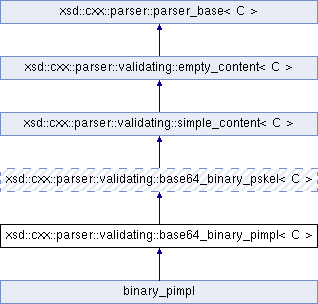 xsd::cxx::parser::parser_base< C >
xsd::cxx::parser::validating::empty_content< C >
xsd::cxx::parser::validating::simple_content< C >
xsd::cxx::parser::validating::base64_binary_pskel< C >
xsd::cxx::parser::validating::base64_binary_pimpl< C >
binary_pimpl